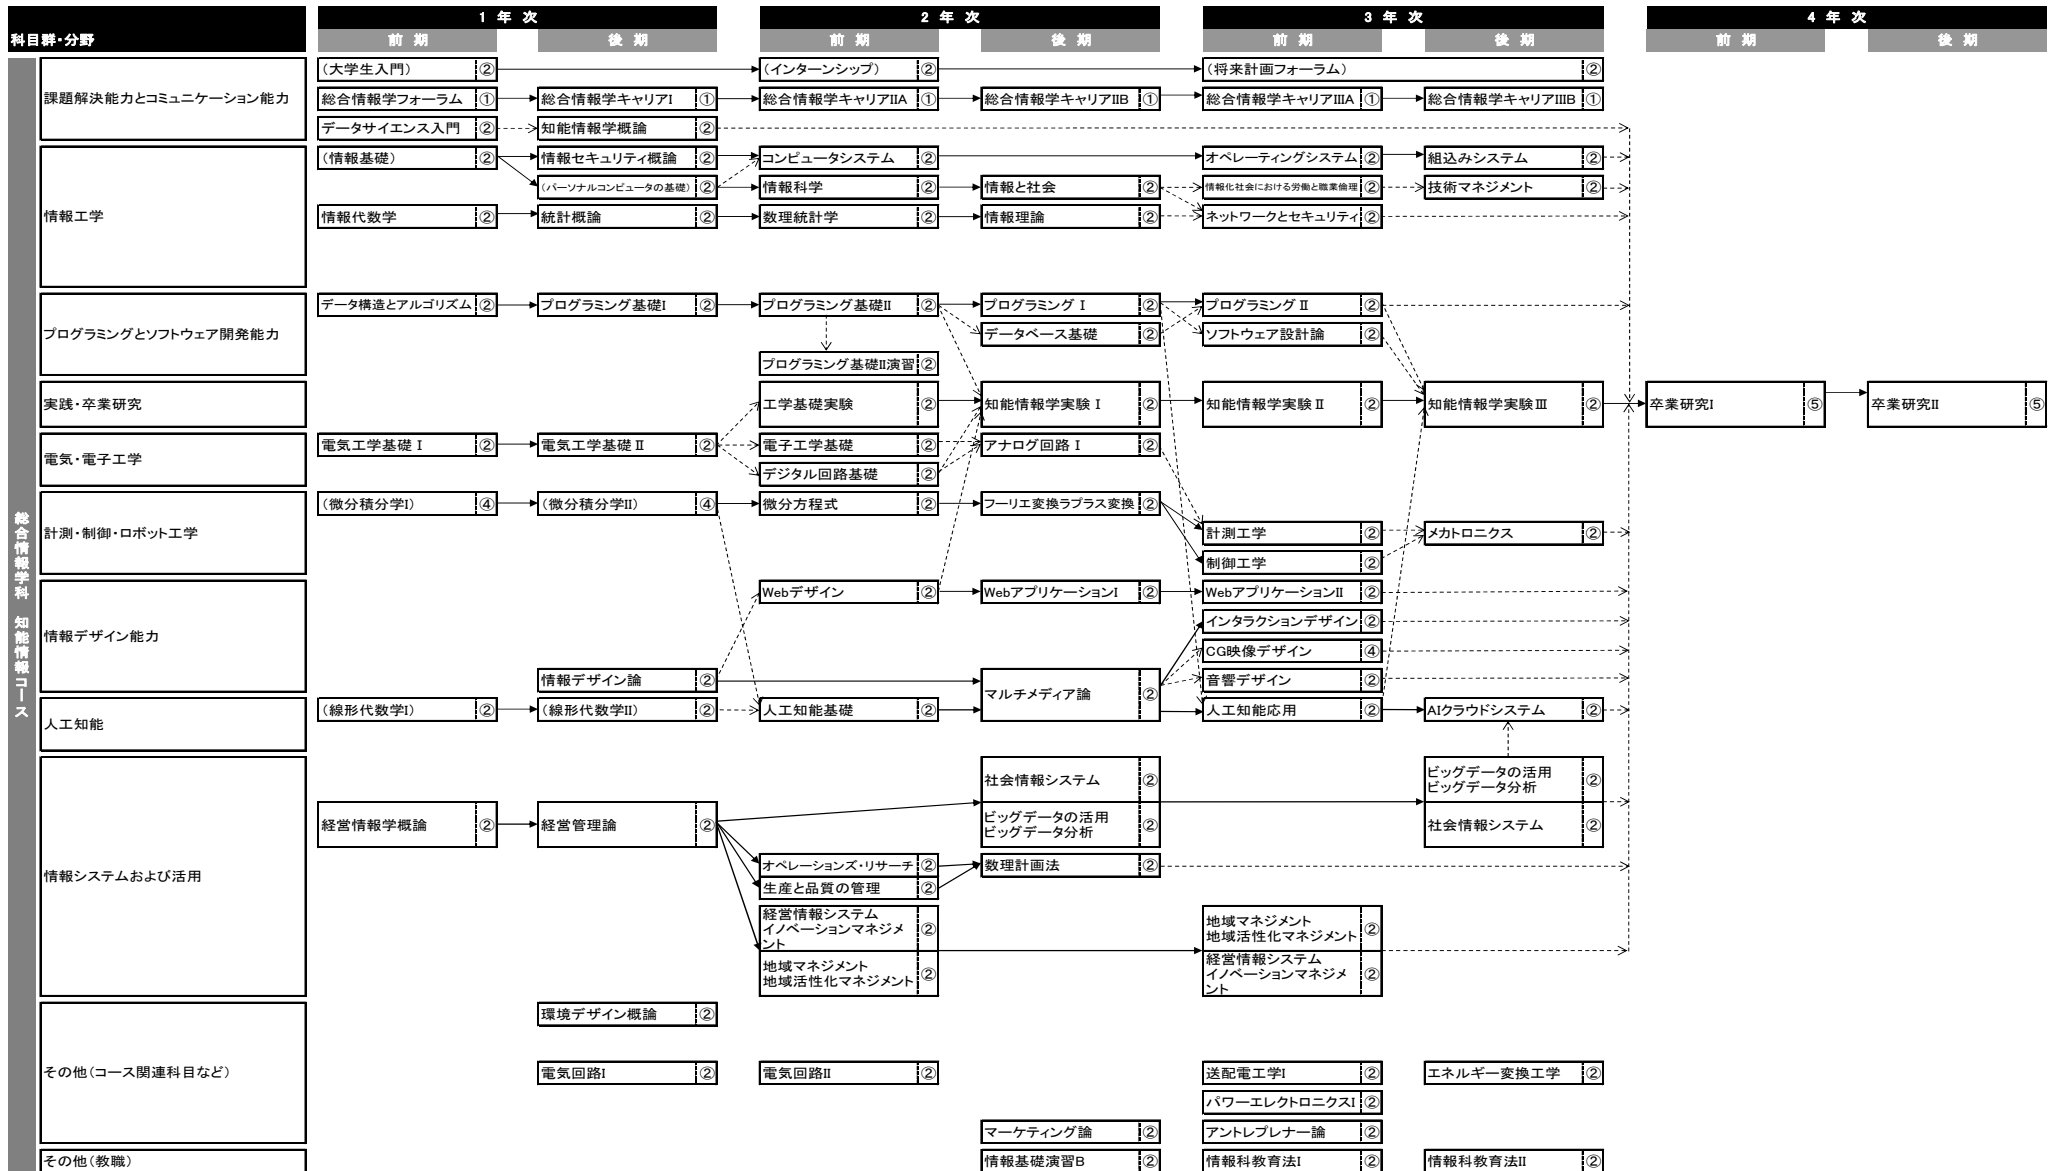 1 年 次
2 年 次
3 年 次
4 年 次
科目群・分野
前 期
後 期
前 期
後 期
前 期
後 期
前 期
後 期
総合情報学科 知能情報コース
課題解決能力とコミュニケーション能力
(大学生入門) ②
(インターンシップ) ②
(将来計画フォーラム) ②
総合情報学フォーラム ①
総合情報学キャリアI ①
総合情報学キャリアIIA ①
総合情報学キャリアIIB ①
総合情報学キャリアIIIA ①
総合情報学キャリアIIIB ①
データサイエンス入門 ②
知能情報学概論 ②
情報工学
(情報基礎) ②
情報セキュリティ概論 ②
コンピュータシステム ②
オペレーティングシステム ②
組込みシステム ②
(パーソナルコンピュータの基礎) ②
情報科学 ②
情報と社会 ②
情報化社会における労働と職業倫理 ②
技術マネジメント ②
情報代数学 ②
統計概論 ②
数理統計学 ②
情報理論 ②
ネットワークとセキュリティ ②
プログラミングとソフトウェア開発能力
データ構造とアルゴリズム ②
プログラミング基礎I ②
プログラミング基礎II ②
プログラミング Ⅰ ②
プログラミング Ⅱ ②
データベース基礎 ②
ソフトウェア設計論 ②
プログラミング基礎II演習 ②
実践・卒業研究
工学基礎実験 ②
知能情報学実験 Ⅰ ②
知能情報学実験 Ⅱ ②
知能情報学実験 Ⅲ ②
卒業研究I ⑤
卒業研究II ⑤
電気・電子工学
電気工学基礎 Ⅰ ②
電気工学基礎 Ⅱ ②
電子工学基礎 ②
アナログ回路 Ⅰ ②
デジタル回路基礎 ②
計測・制御・ロボット工学
(微分積分学I) ④
(微分積分学II) ④
微分方程式 ②
フーリエ変換ラプラス変換 ②
計測工学 ②
メカトロニクス ②
制御工学 ②
情報デザイン能力
Webデザイン ②
WebアプリケーションI ②
WebアプリケーションII ②
インタラクションデザイン ②
CG映像デザイン ④
情報デザイン論 ②
マルチメディア論 ②
音響デザイン ②
人工知能
(線形代数学I) ②
(線形代数学II) ②
人工知能基礎 ②
人工知能応用 ②
AIクラウドシステム ②
情報システムおよび活用
社会情報システム ②
ビッグデータの活用
ビッグデータ分析 ②
経営情報学概論 ②
経営管理論 ②
ビッグデータの活用
ビッグデータ分析 ②
社会情報システム ②
オペレーションズ・リサーチ ②
数理計画法 ②
生産と品質の管理 ②
経営情報システム
イノベーションマネジメ
ント ②
地域マネジメント
地域活性化マネジメント ②
地域マネジメント
地域活性化マネジメント ②
経営情報システム
イノベーションマネジメ
ント ②
その他(コース関連科目など)
環境デザイン概論 ②
電気回路I ②
電気回路II ②
送配電工学I ②
エネルギー変換工学 ②
パワーエレクトロニクスI ②
マーケティング論 ②
アントレプレナー論 ②
その他(教職)
情報基礎演習B ②
情報科教育法I ②
情報科教育法II ②